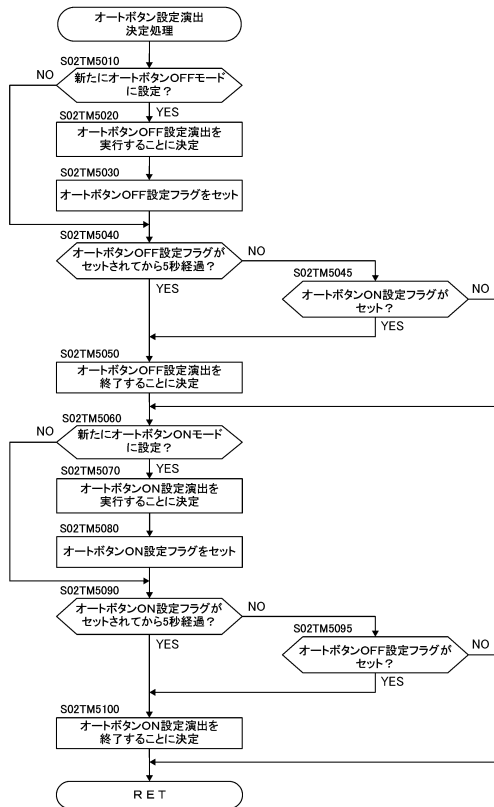 オートボタン設定演出
決定処理
S02TM5010
NO
新たにオートボタンOFFモード
に設定?
YES
S02TM5020
オートボタンOFF設定演出を
実行することに決定
S02TM5030
オートボタンOFF設定フラグをセット
S02TM5040
オートボタンOFF設定フラグが
セットされてから5秒経過?
NO
YES
S02TM5045
オートボタンON設定フラグが
セット?
NO
YES
S02TM5050
オートボタンOFF設定演出を
終了することに決定
S02TM5060
NO
新たにオートボタンONモード
に設定?
YES
S02TM5070
オートボタンON設定演出を
実行することに決定
S02TM5080
オートボタンON設定フラグをセット
S02TM5090
オートボタンON設定フラグが
セットされてから5秒経過?
NO
YES
S02TM5095
オートボタンOFF設定フラグが
セット?
NO
YES
S02TM5100
オートボタンON設定演出を
終了することに決定
RET